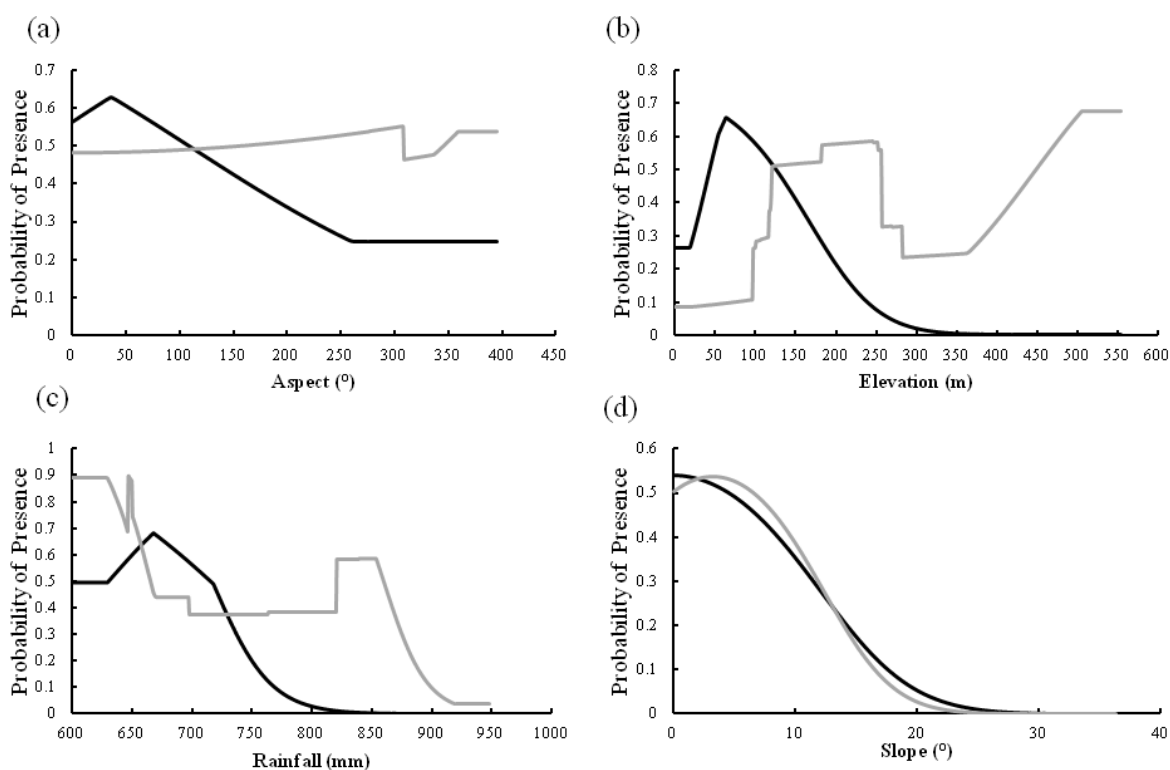 (a)
Probability of Presence
0.7
0.6
0.5
0.4
0.3
0.2
0.1
0
0 50 100 150 200 250 300 350 400 450
Aspect (°)
(b)
Probability of Presence
0.8
0.7
0.6
0.5
0.4
0.3
0.2
0.1
0
0 50 100 150 200 250 300 350 400 450 500 550 600
Elevation (m)
(c)
Probability of Presence
1
0.9
0.8
0.7
0.6
0.5
0.4
0.3
0.2
0.1
0
600 650 700 750 800 850 900 950 1000
Rainfall (mm)
(d)
Probability of Presence
0.6
0.5
0.4
0.3
0.2
0.1
0
0 10 20 30 40
Slope (°)